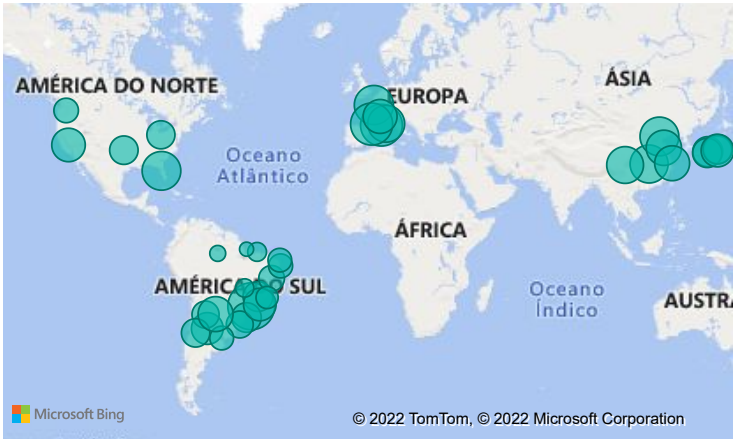 AMÉRICA DO NORTE
EUROPA
ÁSIA
Oceano
Atlântico
ÁFRICA
AMÉRICA DO SUL
Oceano
Índico
AUSTRA
Microsoft Bing
© 2022 TomTom, © 2022 Microsoft Corporation